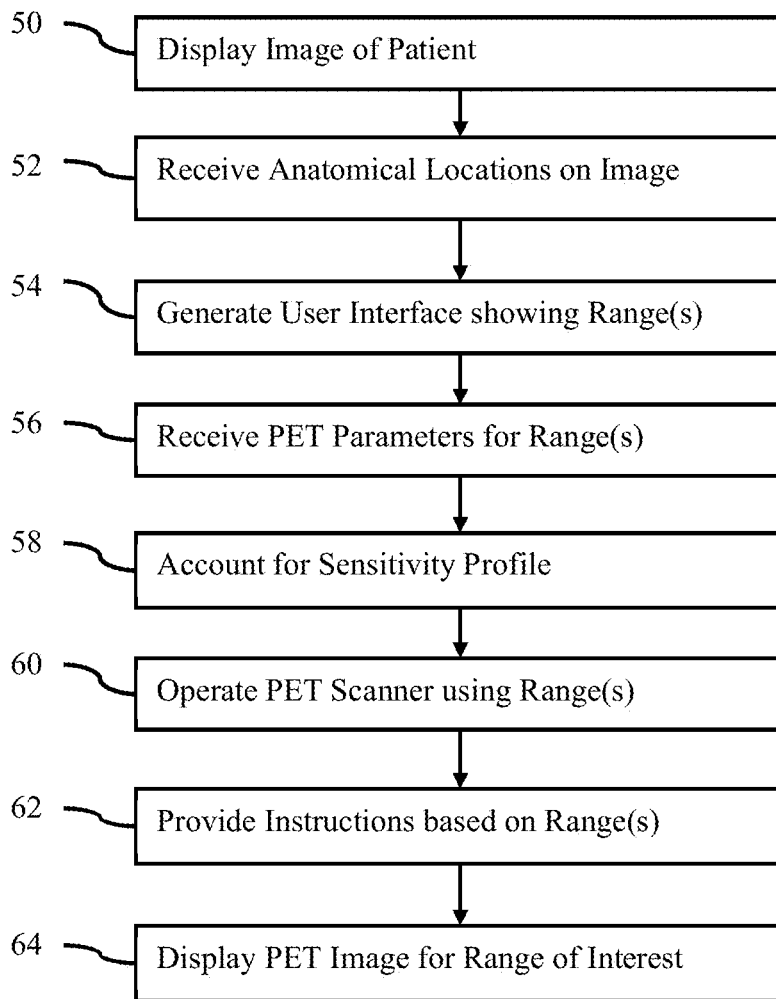 50 Display Image of Patient
52 Receive Anatomical Locations on Image
54 Generate User Interface showing Range(s)
56 Receive PET Parameters for Range(s)
58 Account for Sensitivity Profile
60 Operate PET Scanner using Range(s)
62 Provide Instructions based on Range(s)
64 Display PET Image for Range of Interest